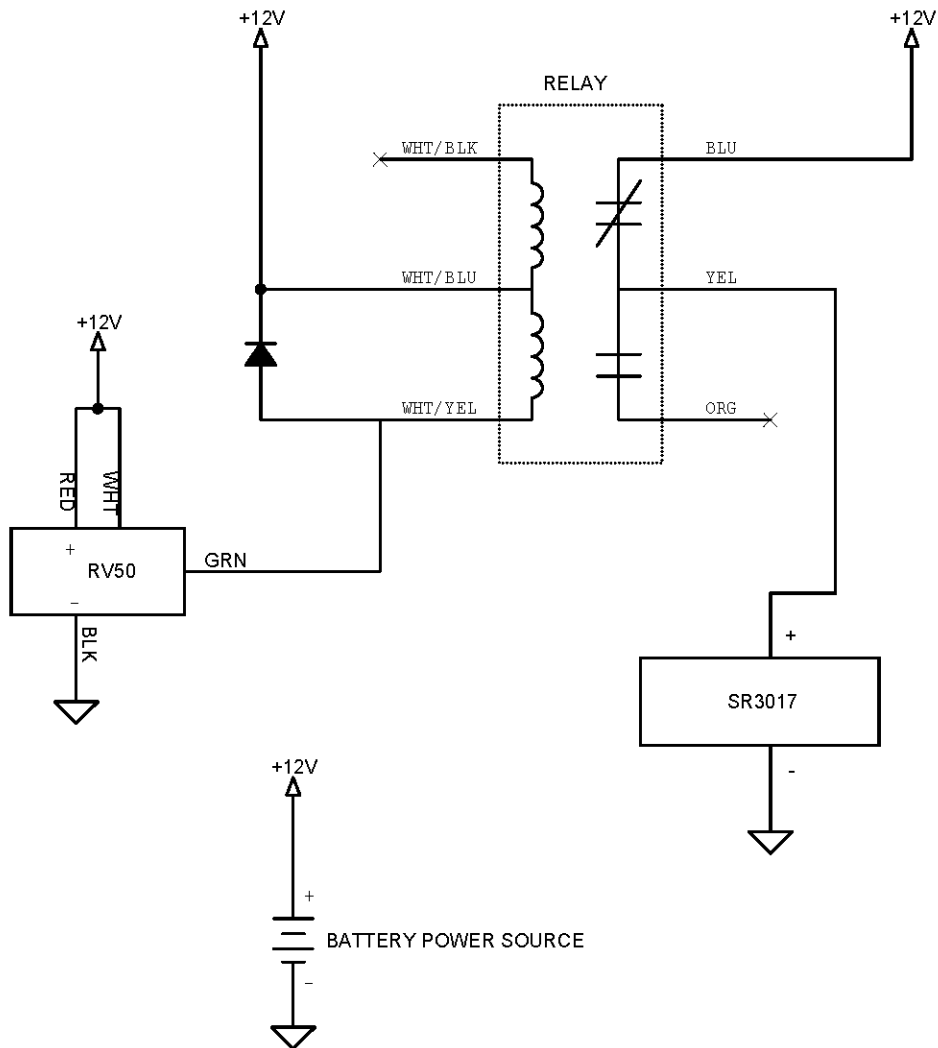 +12V
+12V
RELAY
WHT/BLK
BLU
WHT/BLU
YEL
+12V
WHT/YEL
ORG
RED
WHT
+
RV50
-
GRN
BLK
+
SR3017
-
+12V
+
BATTERY POWER SOURCE
-